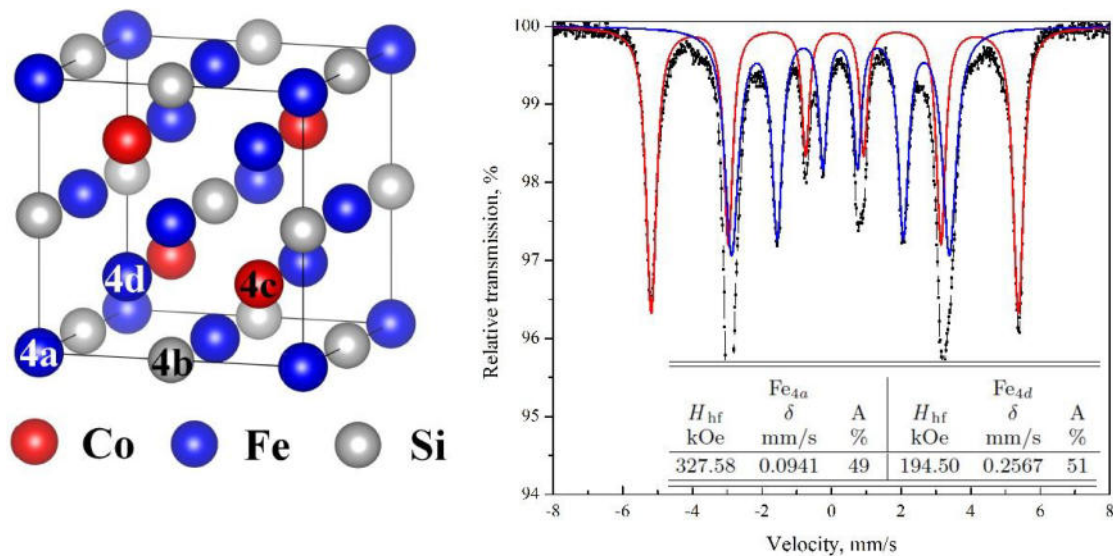 4d
4c
4a
4b
Co Fe Si
100
99
98
97
96
95
94
Relative transmission, %
-8 -6 -4 -2 0 2 4 6 8
Velocity, mm/s
Fe4a Fe4d
Hhf δ A Hhf δ A
kOe mm/s % kOe mm/s %
327.58 0.0941 49 194.50 0.2567 51